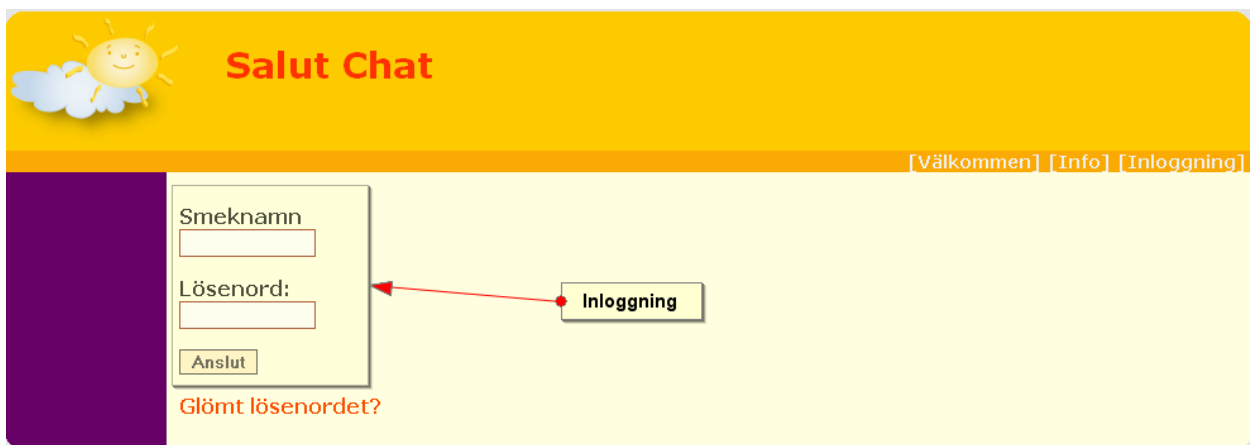 Salut Chat
[Välkommen] [Info] [Inloggning]
Smeknamn
Lösenord:
Inloggning
Anslut
Glömt lösenordet?